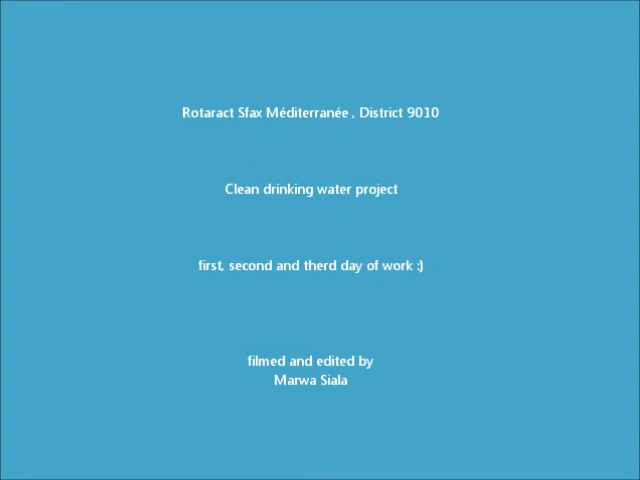 Rotaract Sfax Méditerranée , District 9010
Clean drinking water project
first, second and therd day of work :)
filmed and edited by
Marwa Siala